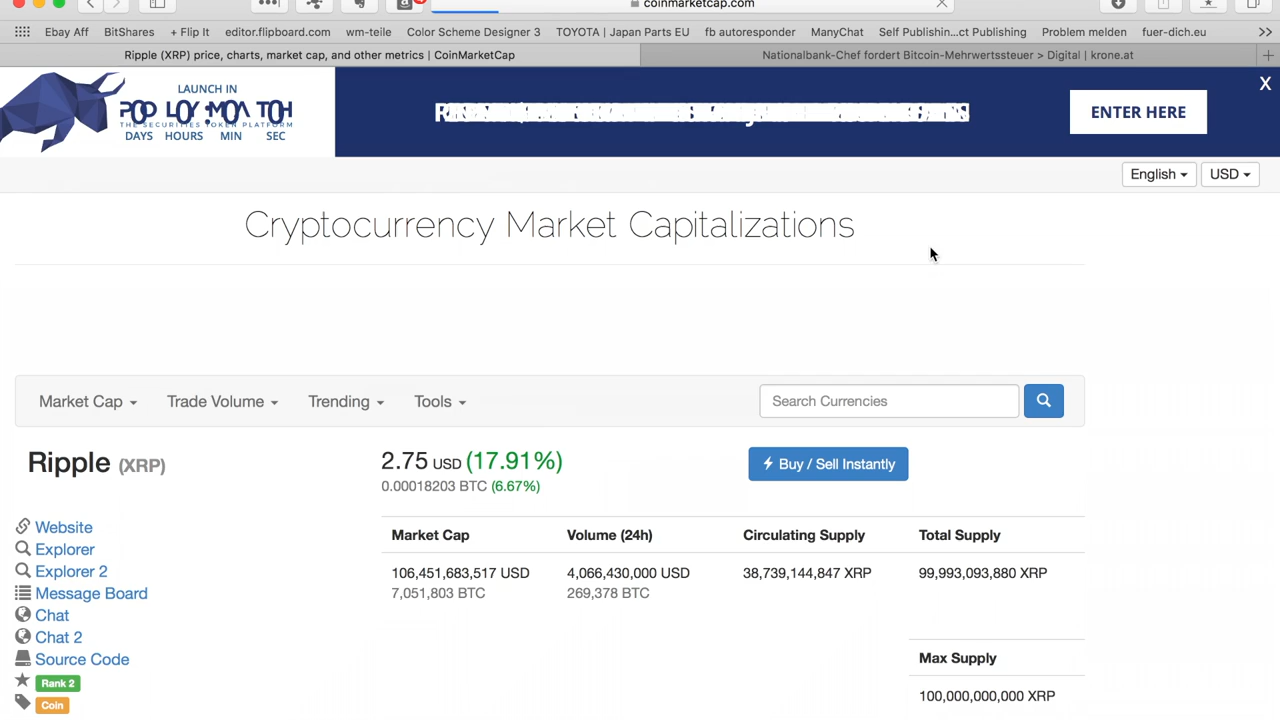 coinmarketcap.com
Ebay Aff BitShares + Flip It editor.flipboard.com wm-teile Color Scheme Designer 3 TOYOTA | Japan Parts EU fb autoresponder ManyChat Self Publishin...ct Publishing Problem melden fuer-dich.eu
Ripple (XRP) price, charts, market cap, and other metrics | CoinMarketCap
Nationalbank-Chef fordert Bitcoin-Mehrwertssteuer > Digital | krone.at
LAUNCH IN
THE SECURITIES TOKEN PLATFORM
DAYS HOURS MIN SEC
ENTER HERE
X
English USD
Cryptocurrency Market Capitalizations
Market Cap Trade Volume Trending Tools Search Currencies
Ripple (XRP)
2.75 USD (17.91%)
0.00018203 BTC (6.67%)
Buy / Sell Instantly
Website
Explorer
Explorer 2
Message Board
Chat
Chat 2
Source Code
Rank 2
Coin
Market Cap Volume (24h) Circulating Supply Total Supply
106,451,683,517 USD 4,066,430,000 USD 38,739,144,847 XRP 99,993,093,880 XRP
7,051,803 BTC 269,378 BTC
Max Supply
100,000,000,000 XRP